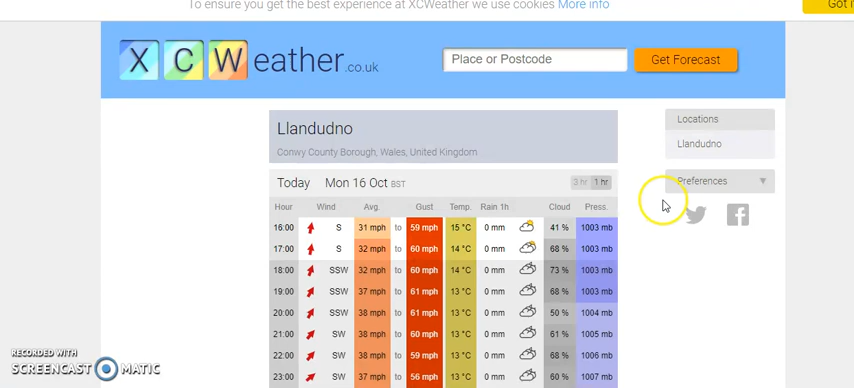 To ensure you get the best experience at XCWeather we use cookies More info
XCWeather.co.uk
Place or Postcode
Get Forecast
Llandudno
Conwy County Borough, Wales, United Kingdom
Locations
Llandudno
Preferences
Today Mon 16 Oct BST 3 hr 1 hr
Hour Wind Avg. Gust Temp. Rain 1h Cloud Press.
16:00 S 31 mph to 59 mph 15 °C 0 mm 41 % 1003 mb
17:00 S 32 mph to 60 mph 14 °C 0 mm 68 % 1003 mb
18:00 SSW 32 mph to 60 mph 14 °C 0 mm 73 % 1003 mb
19:00 SSW 37 mph to 61 mph 13 °C 0 mm 68 % 1003 mb
20:00 SSW 38 mph to 61 mph 13 °C 0 mm 50 % 1004 mb
21:00 SW 37 mph to 60 mph 13 °C 0 mm 61 % 1005 mb
22:00 SW 38 mph to 59 mph 13 °C 0 mm 68 % 1006 mb
23:00 SW 37 mph to 56 mph 13 °C 0 mm 60 % 1007 mb
RECORDED WITH
SCREENCAST MATIC